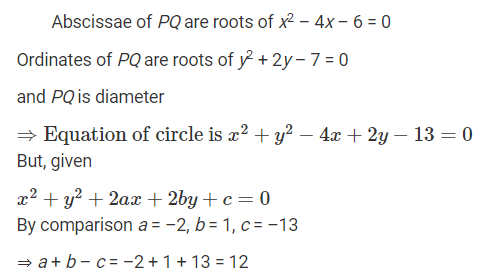 Abscissae of PQ are roots of x² – 4x – 6 = 0
Ordinates of PQ are roots of y² + 2y – 7 = 0
and PQ is diameter
⇒ Equation of circle is x² + y² − 4x + 2y − 13 = 0
But, given
x² + y² + 2ax + 2by + c = 0
By comparison a = −2, b = 1, c = −13
⇒ a + b – c = −2 + 1 + 13 = 12